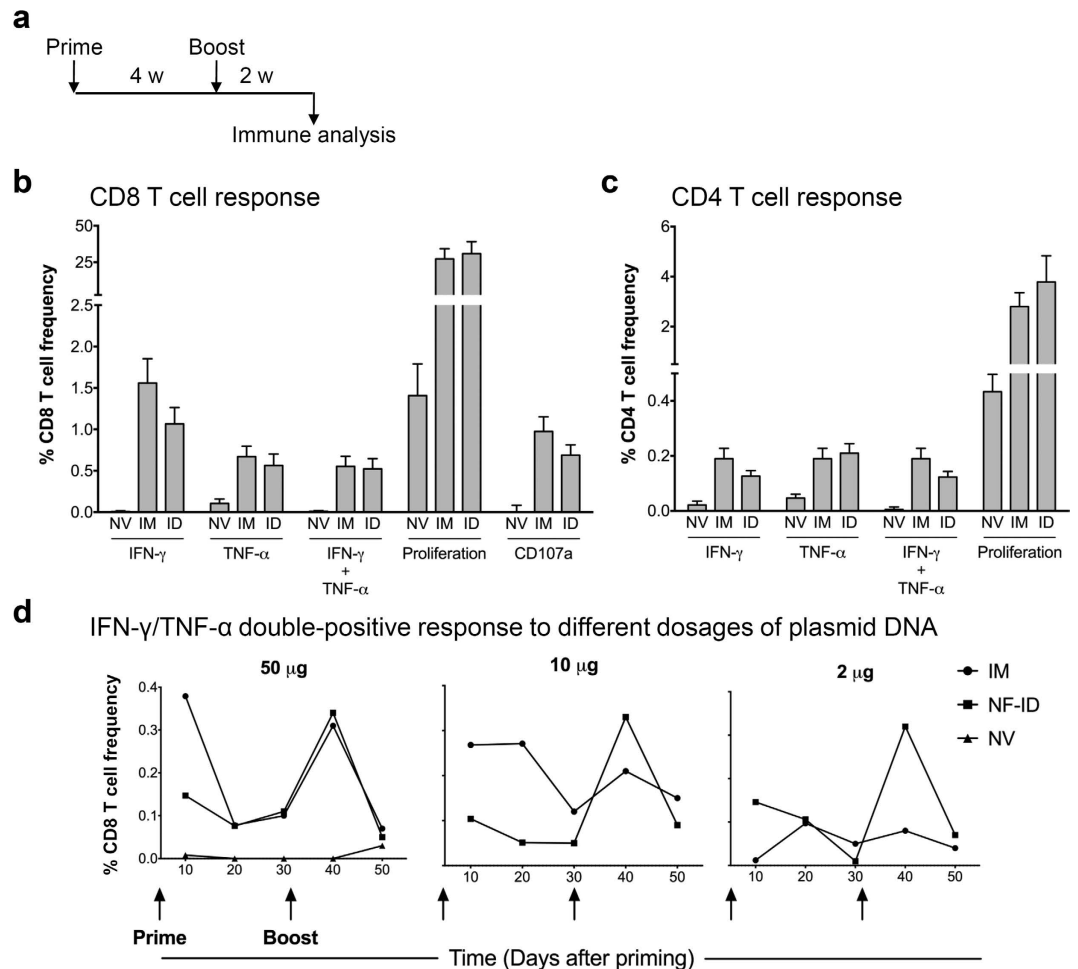 a
Prime
Boost
4 w
2 w
Immune analysis
b
CD8 T cell response
% CD8 T cell frequency
50
25
2.5
2.0
1.5
1.0
0.5
0.0
NV IM ID NV IM ID NV IM ID NV IM ID NV IM ID
IFN-γ TNF-α IFN-γ Proliferation CD107a
+
TNF-α
c
CD4 T cell response
% CD4 T cell frequency
6
4
2
0.4
0.2
0.0
NV IM ID NV IM ID NV IM ID NV IM ID
IFN-γ TNF-α IFN-γ Proliferation
+
TNF-α
d
IFN-γ/TNF-α double-positive response to different dosages of plasmid DNA
50 μg
10 μg
2 μg
% CD8 T cell frequency
0.4
0.3
0.2
0.1
0.0
10 20 30 40 50
10 20 30 40 50
10 20 30 40 50
IM
NF-ID
NV
Prime
Boost
Time (Days after priming)